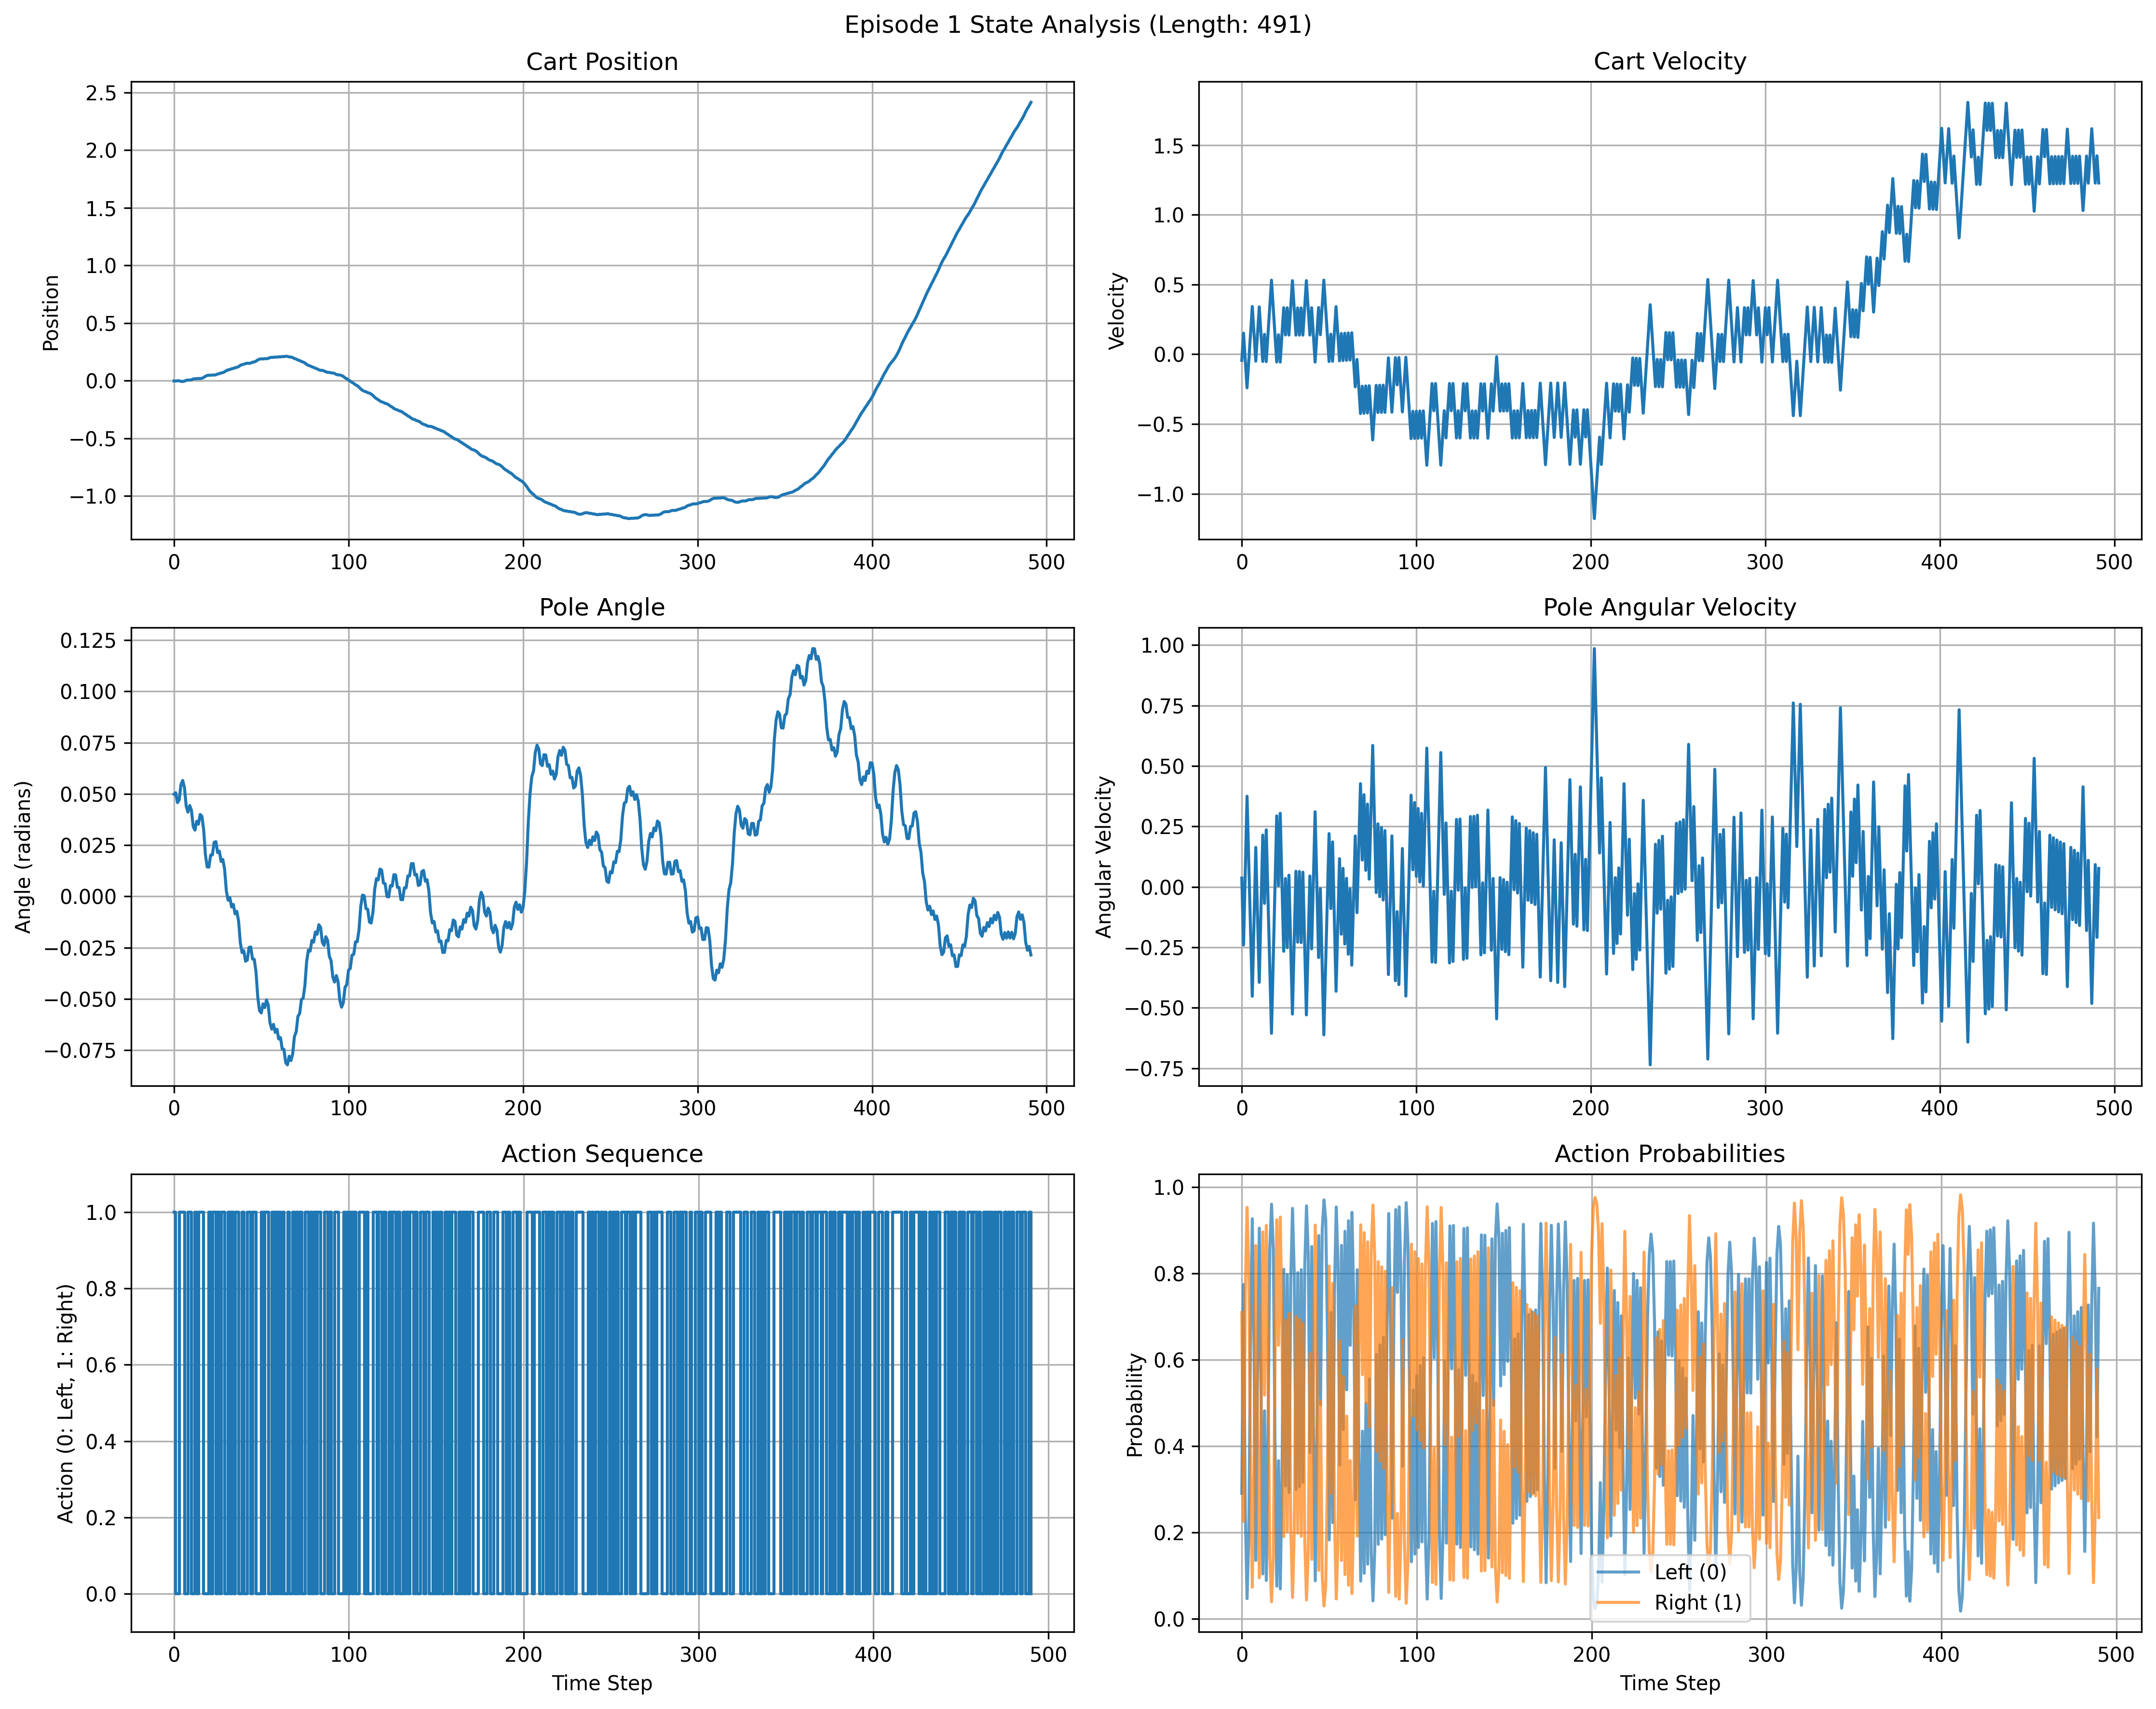 Episode 1 State Analysis (Length: 491)
Cart Position
Position
2.5
2.0
1.5
1.0
0.5
0.0
−0.5
−1.0
0 100 200 300 400 500
Cart Velocity
Velocity
1.5
1.0
0.5
0.0
−0.5
−1.0
0 100 200 300 400 500
Pole Angle
Angle (radians)
0.125
0.100
0.075
0.050
0.025
0.000
−0.025
−0.050
−0.075
0 100 200 300 400 500
Pole Angular Velocity
Angular Velocity
1.00
0.75
0.50
0.25
0.00
−0.25
−0.50
−0.75
0 100 200 300 400 500
Action Sequence
Action (0: Left, 1: Right)
1.0
0.8
0.6
0.4
0.2
0.0
0 100 200 300 400 500
Time Step
Action Probabilities
Probability
1.0
0.8
0.6
0.4
0.2
0.0
Left (0)
Right (1)
0 100 200 300 400 500
Time Step